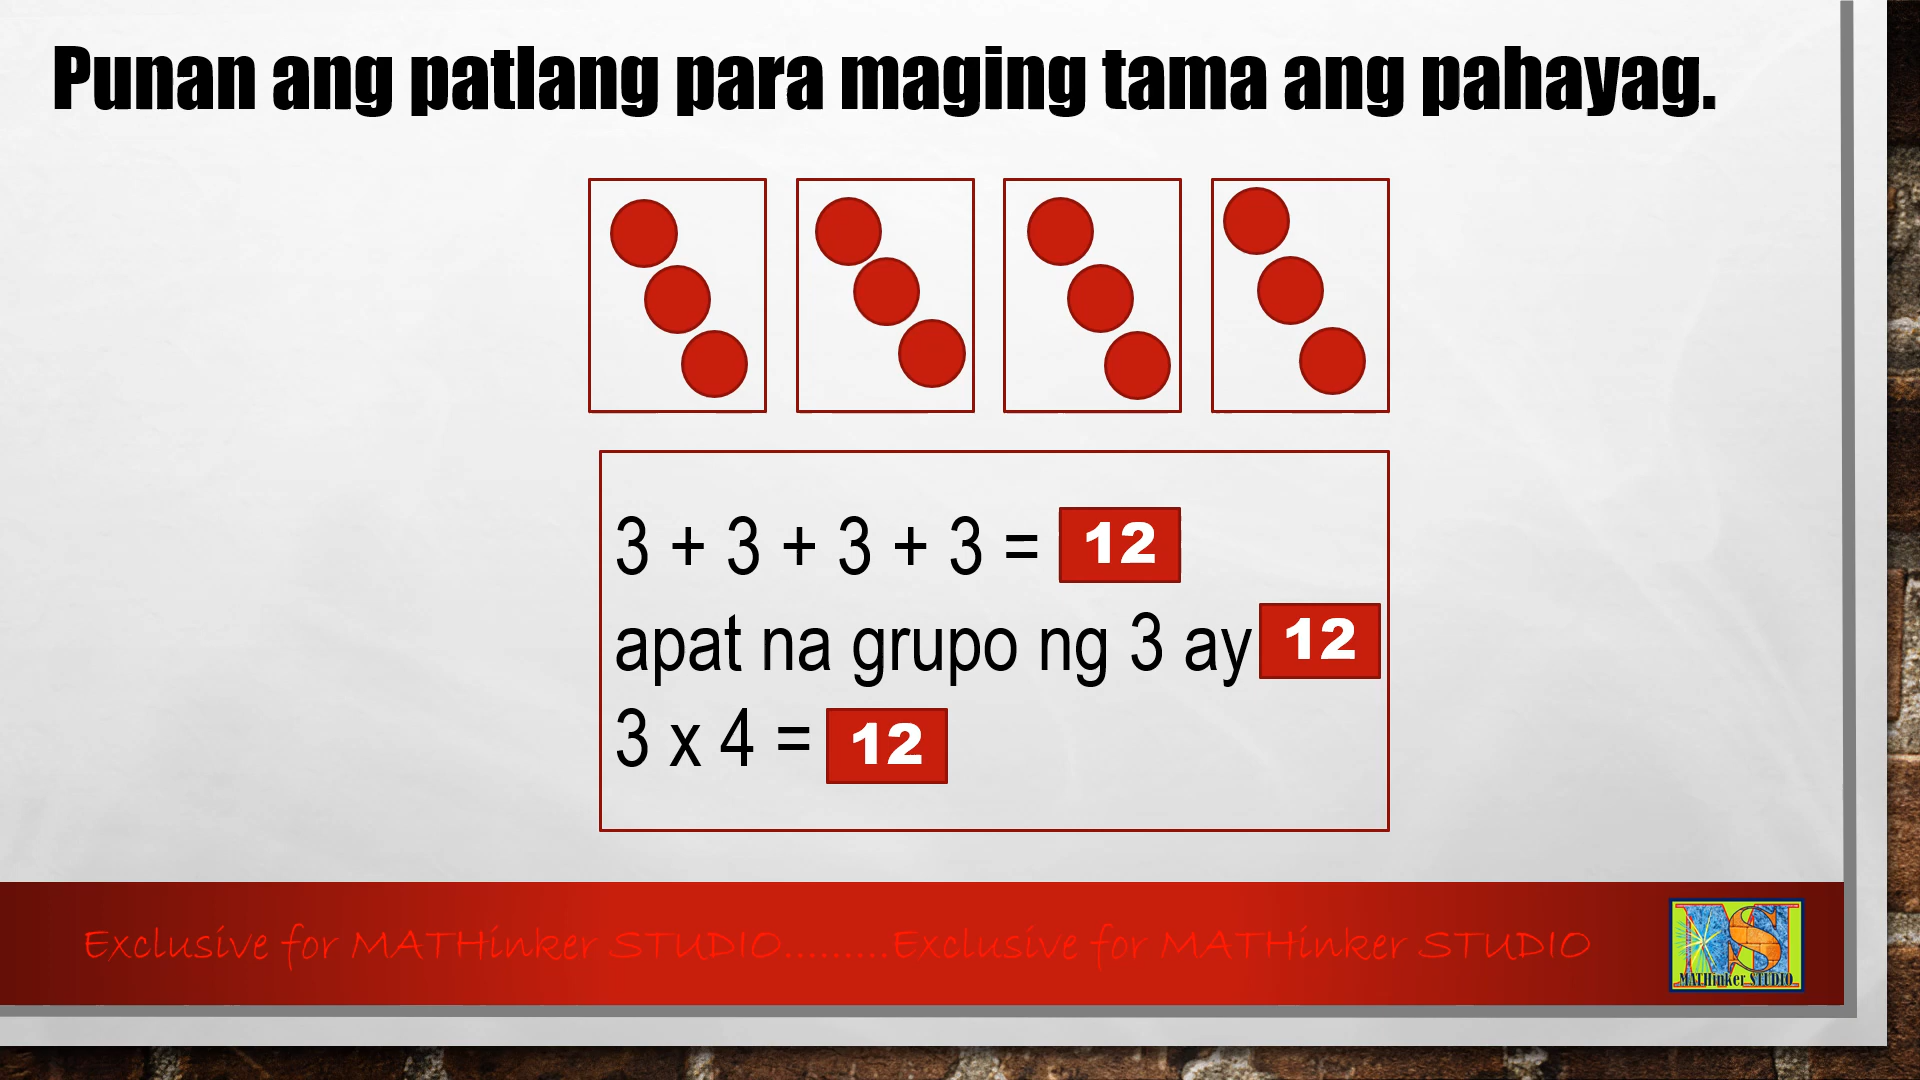 Punan ang patlang para maging tama ang pahayag.
3 + 3 + 3 + 3 = 12
apat na grupo ng 3 ay 12
3 x 4 = 12
Exclusive for MATHinker STUDIO.........Exclusive for MATHinker STUDIO
MS
MATHinker STUDIO